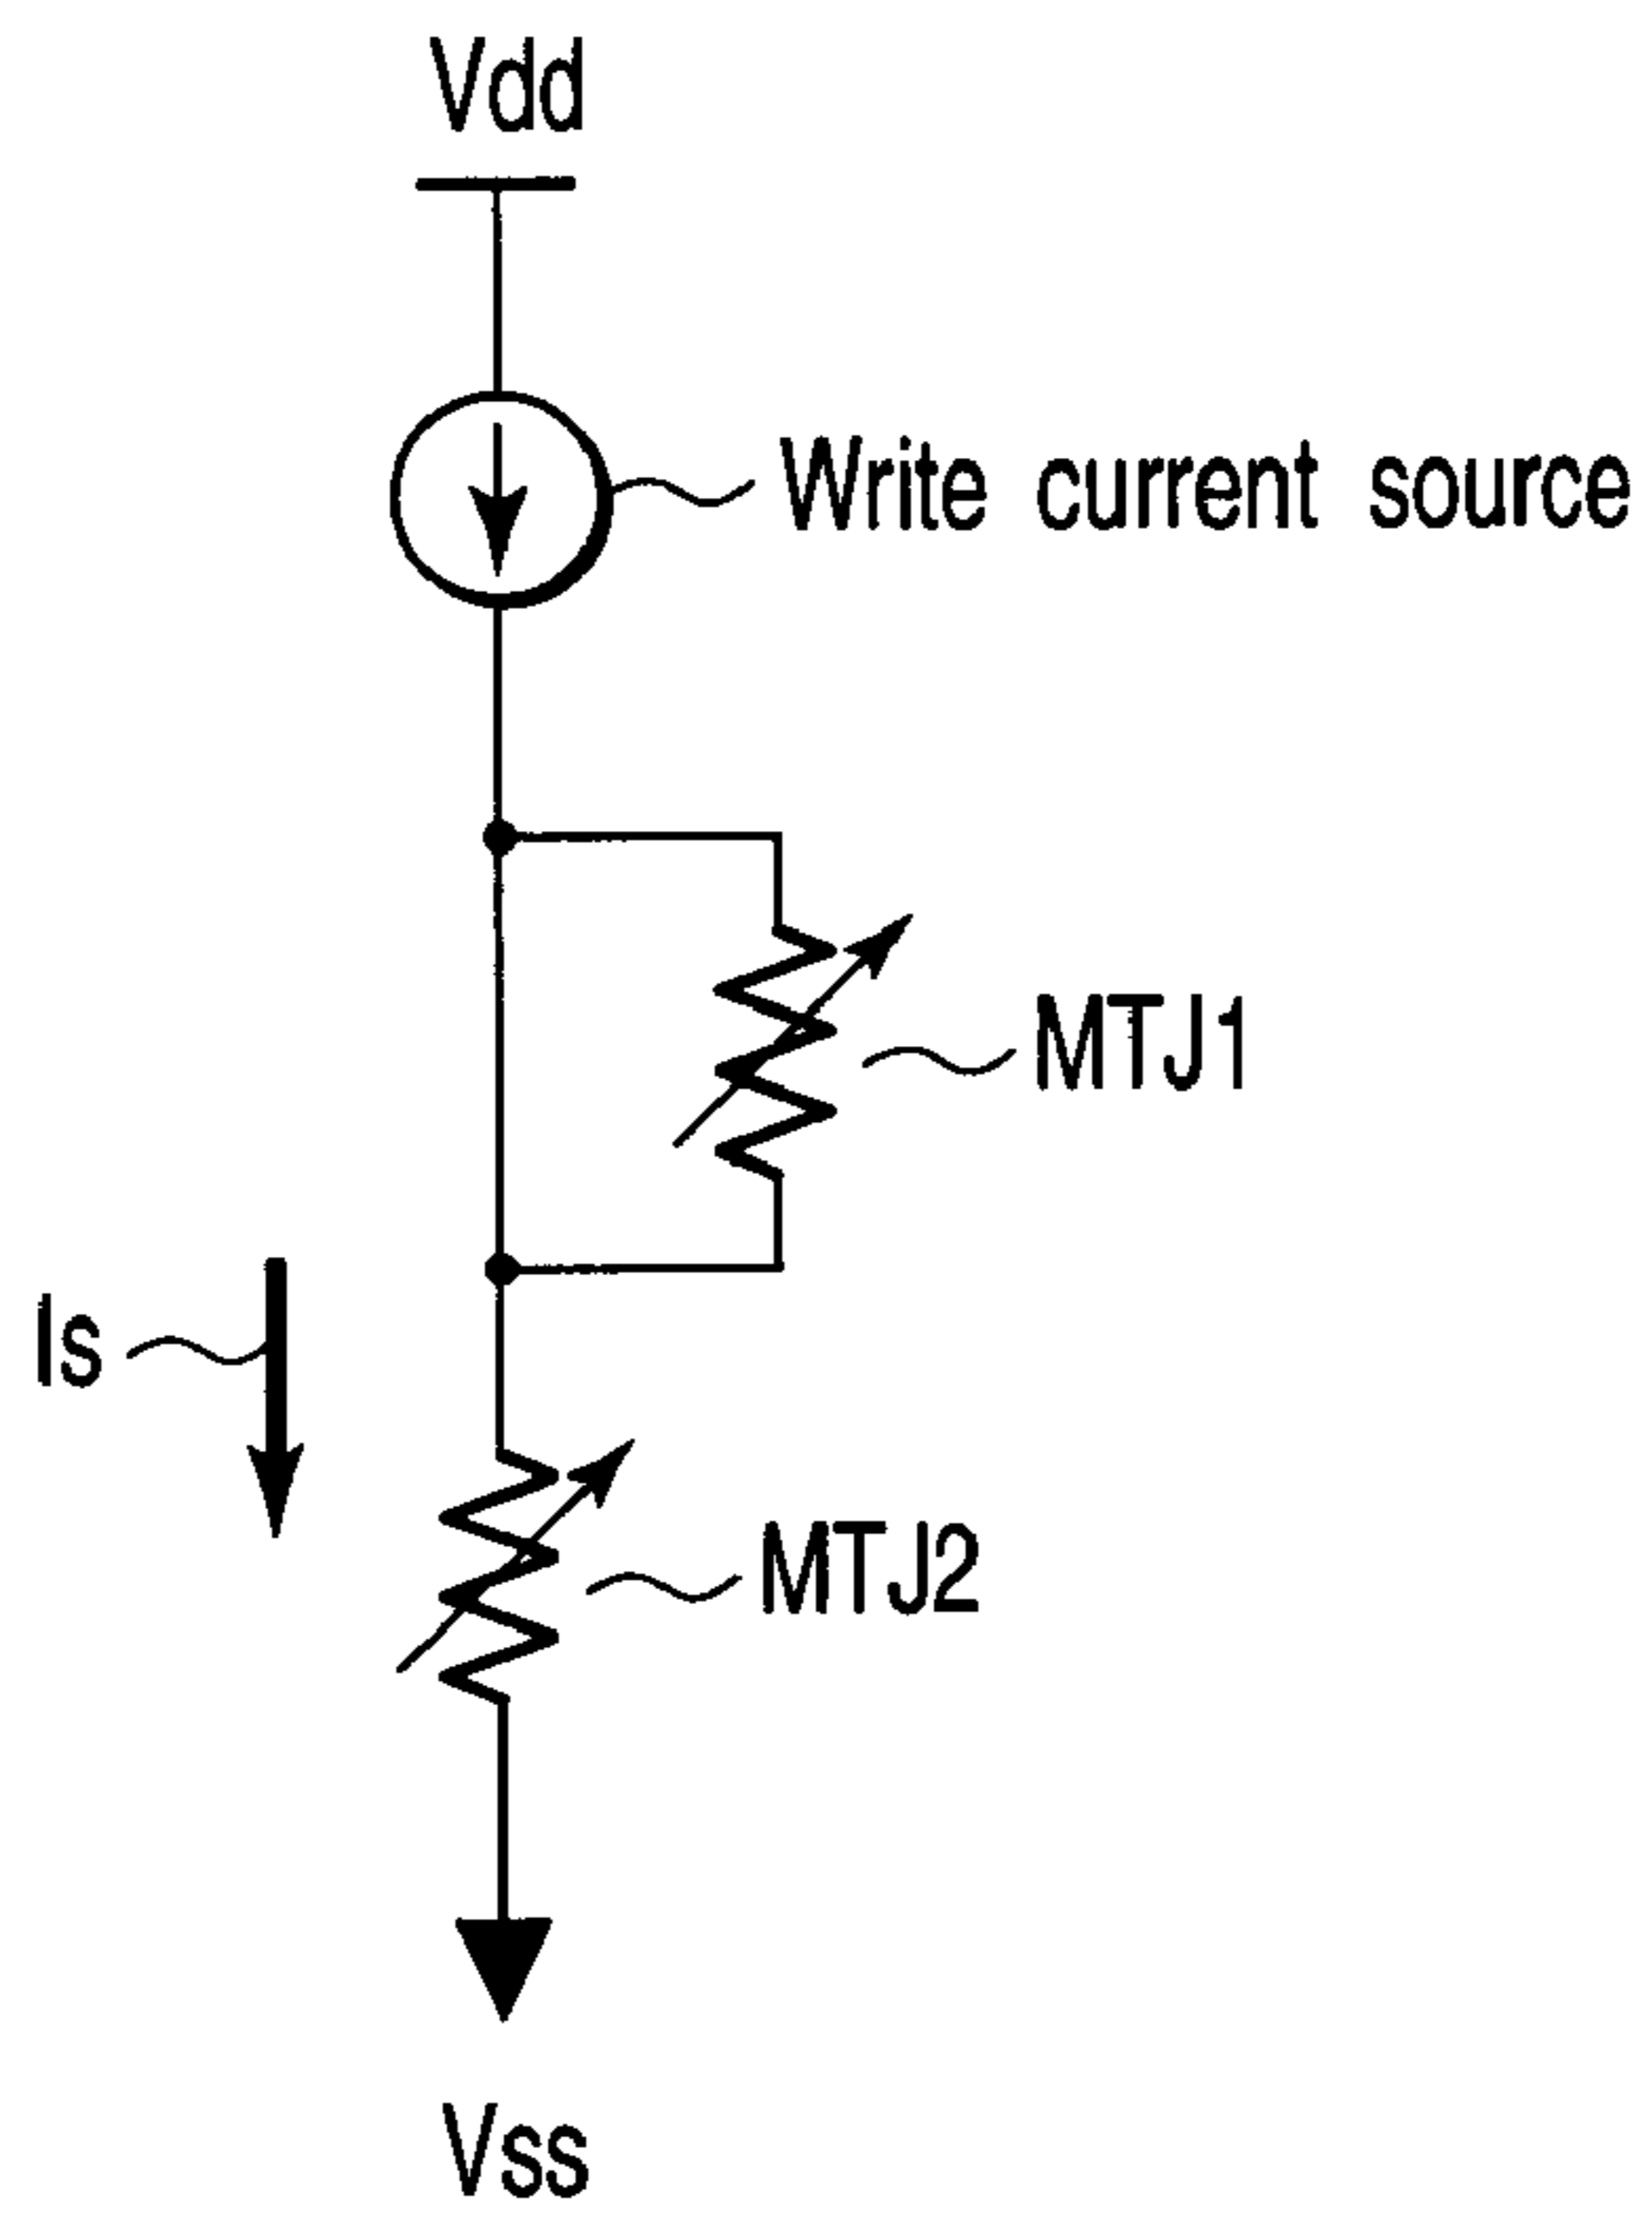 Vdd
Write current source
MTJ1
Is
MTJ2
Vss